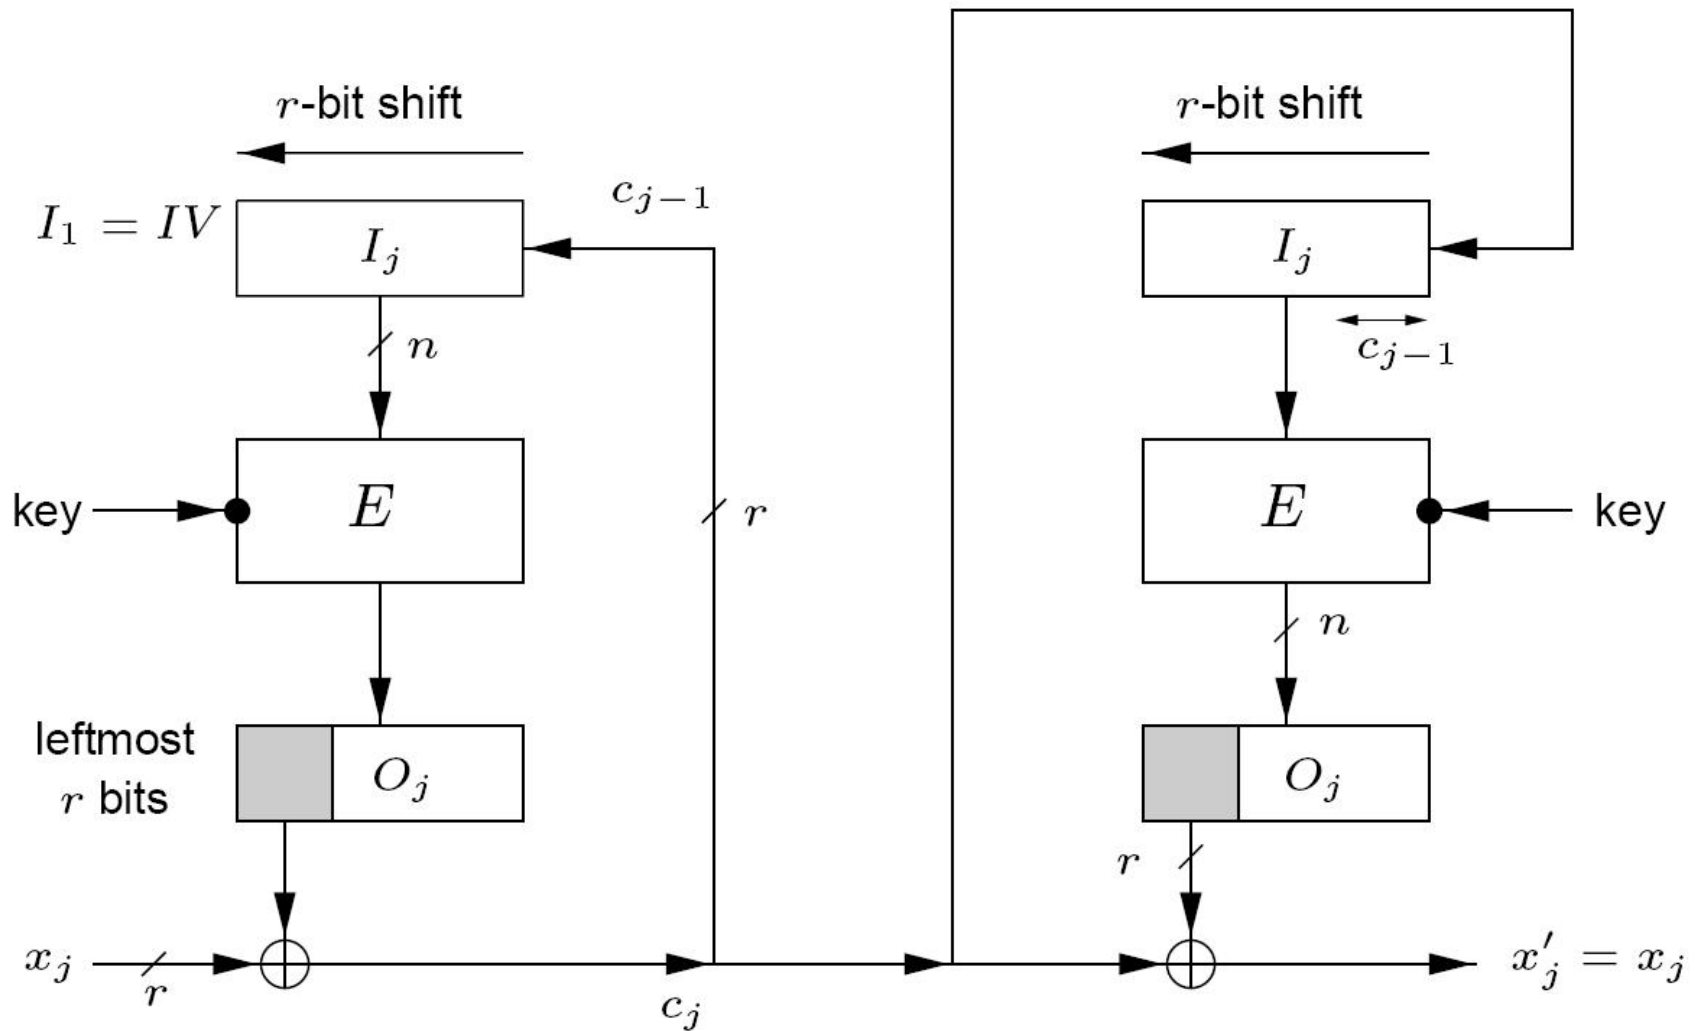 r-bit shift
I_1 = IV
I_j
c_{j-1}
n
key
E
r
leftmost
r bits
O_j
x_j
r
c_j
r-bit shift
I_j
c_{j-1}
E
key
n
O_j
r
x'_j = x_j